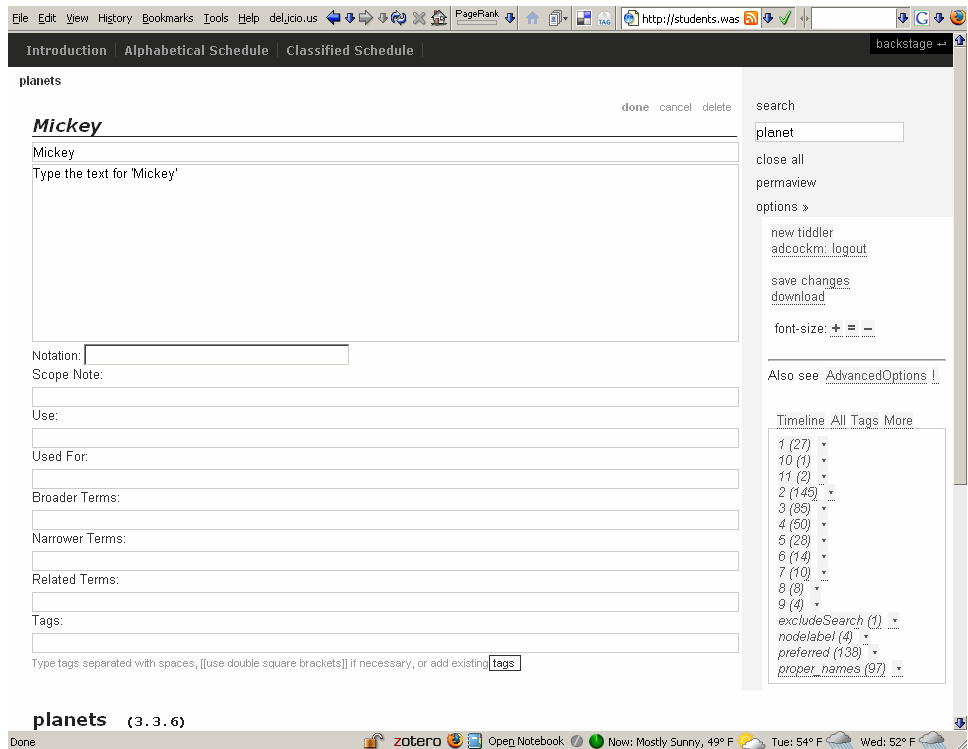 File Edit View History Bookmarks Tools Help del.icio.us PageRank TAG http://students.was G
Introduction Alphabetical Schedule Classified Schedule backstage
planets
done cancel delete
Mickey
Mickey
Type the text for 'Mickey'
Notation:
Scope Note:
Use:
Used For:
Broader Terms:
Narrower Terms:
Related Terms:
Tags:
Type tags separated with spaces, [[use double square brackets]] if necessary, or add existing tags
planets (3.3.6)
search
planet
close all
permaview
options »
new tiddler
adcockm: logout
save changes
download
font-size: + = –
Also see AdvancedOptions !
Timeline All Tags More
1 (27)
10 (1)
11 (2)
2 (145)
3 (85)
4 (50)
5 (28)
6 (14)
7 (10)
8 (8)
9 (4)
excludeSearch (1)
nodelabel (4)
preferred (138)
proper_names (97)
Done zotero Open Notebook Now: Mostly Sunny, 49° F Tue: 54° F Wed: 52° F